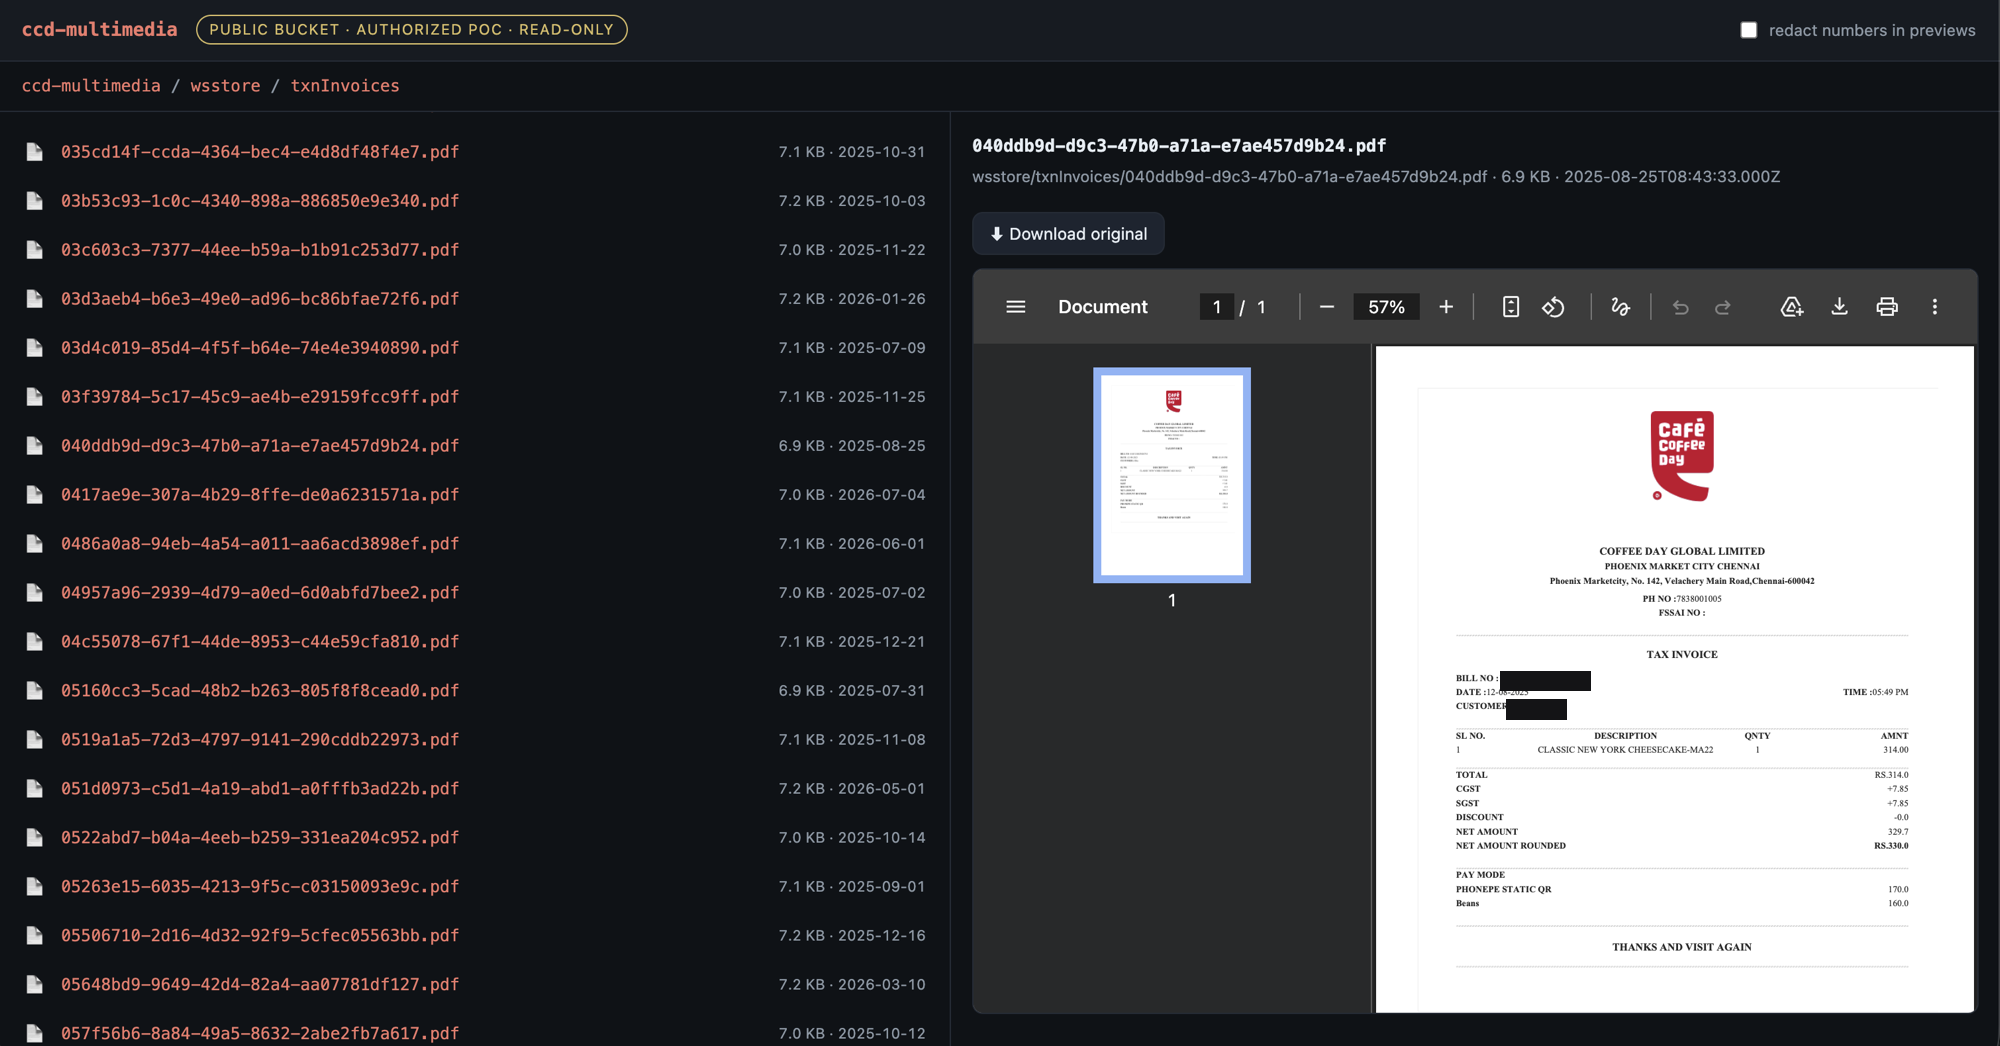 ccd-multimedia
PUBLIC BUCKET · AUTHORIZED POC · READ-ONLY
redact numbers in previews
ccd-multimedia / wsstore / txnInvoices
035cd14f-ccda-4364-bec4-e4d8df48f4e7.pdf 7.1 KB · 2025-10-31
03b53c93-1c0c-4340-898a-886850e9e340.pdf 7.2 KB · 2025-10-03
03c603c3-7377-44ee-b59a-b1b91c253d77.pdf 7.0 KB · 2025-11-22
03d3aeb4-b6e3-49e0-ad96-bc86bfae72f6.pdf 7.2 KB · 2026-01-26
03d4c019-85d4-4f5f-b64e-74e4e3940890.pdf 7.1 KB · 2025-07-09
03f39784-5c17-45c9-ae4b-e29159fcc9ff.pdf 7.1 KB · 2025-11-25
040ddb9d-d9c3-47b0-a71a-e7ae457d9b24.pdf 6.9 KB · 2025-08-25
0417ae9e-307a-4b29-8ffe-de0a6231571a.pdf 7.0 KB · 2026-07-04
0486a0a8-94eb-4a54-a011-aa6acd3898ef.pdf 7.1 KB · 2026-06-01
04957a96-2939-4d79-a0ed-6d0abfd7bee2.pdf 7.0 KB · 2025-07-02
04c55078-67f1-44de-8953-c44e59cfa810.pdf 7.1 KB · 2025-12-21
05160cc3-5cad-48b2-b263-805f8f8cead0.pdf 6.9 KB · 2025-07-31
0519a1a5-72d3-4797-9141-290cddb22973.pdf 7.1 KB · 2025-11-08
051d0973-c5d1-4a19-abd1-a0fffb3ad22b.pdf 7.2 KB · 2026-05-01
0522abd7-b04a-4eeb-b259-331ea204c952.pdf 7.0 KB · 2025-10-14
05263e15-6035-4213-9f5c-c03150093e9c.pdf 7.1 KB · 2025-09-01
05506710-2d16-4d32-92f9-5cfec05563bb.pdf 7.2 KB · 2025-12-16
05648bd9-9649-42d4-82a4-aa07781df127.pdf 7.2 KB · 2026-03-10
057f56b6-8a84-49a5-8632-2abe2fb7a617.pdf 7.0 KB · 2025-10-12
040ddb9d-d9c3-47b0-a71a-e7ae457d9b24.pdf
wsstore/txnInvoices/040ddb9d-d9c3-47b0-a71a-e7ae457d9b24.pdf · 6.9 KB · 2025-08-25T08:43:33.000Z
Download original
Document 1 / 1 57%
1
Café
Coffee
Day
COFFEE DAY GLOBAL LIMITED
PHOENIX MARKET CITY CHENNAI
Phoenix Marketcity, No. 142, Velachery Main Road,Chennai-600042
PH NO :7838001005
FSSAI NO :
TAX INVOICE
BILL NO :
DATE :12-08-2025 TIME :05:49 PM
CUSTOMER
SL NO. DESCRIPTION QNTY AMNT
1 CLASSIC NEW YORK CHEESECAKE-MA22 1 314.00
TOTAL RS.314.0
CGST +7.85
SGST +7.85
DISCOUNT -0.0
NET AMOUNT 329.7
NET AMOUNT ROUNDED RS.330.0
PAY MODE
PHONEPE STATIC QR 170.0
Beans 160.0
THANKS AND VISIT AGAIN